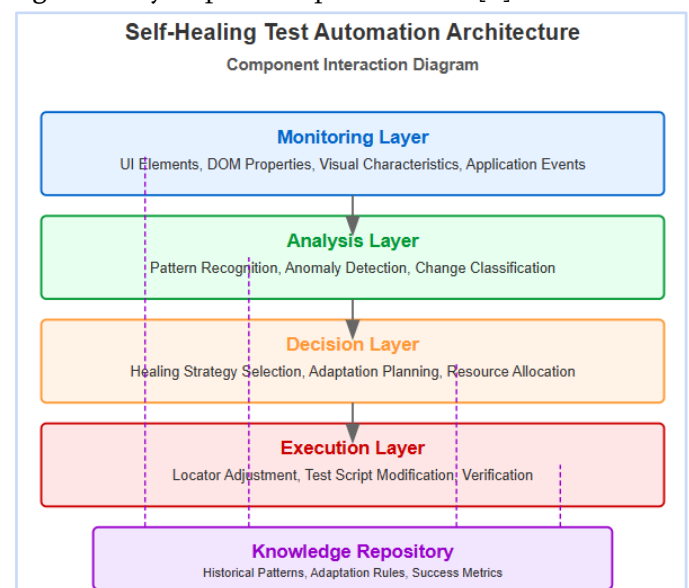 Self-Healing Test Automation Architecture
Component Interaction Diagram
Monitoring Layer
UI Elements, DOM Properties, Visual Characteristics, Application Events
Analysis Layer
Pattern Recognition, Anomaly Detection, Change Classification
Decision Layer
Healing Strategy Selection, Adaptation Planning, Resource Allocation
Execution Layer
Locator Adjustment, Test Script Modification, Verification
Knowledge Repository
Historical Patterns, Adaptation Rules, Success Metrics